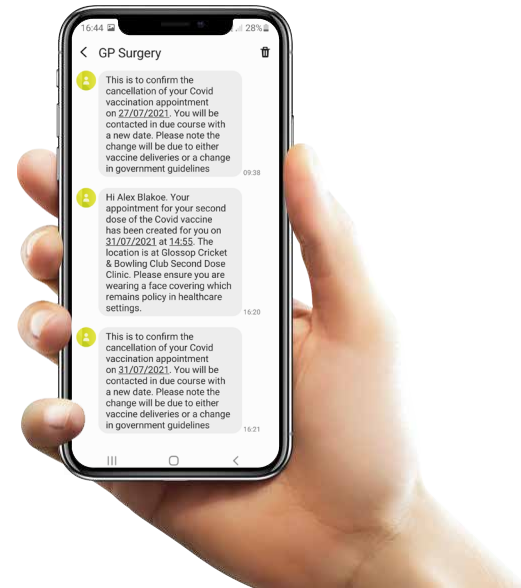 16:44 28%
GP Surgery
This is to confirm the
cancellation of your Covid
vaccination appointment
on 27/07/2021. You will be
contacted in due course with
a new date. Please note the
change will be due to either
vaccine deliveries or a change
in government guidelines
09:38
Hi Alex Blakoe. Your
appointment for your second
dose of the Covid vaccine
has been created for you on
31/07/2021 at 14:55. The
location is at Glossop Cricket
& Bowling Club Second Dose
Clinic. Please ensure you are
wearing a face covering which
remains policy in healthcare
settings.
16:20
This is to confirm the
cancellation of your Covid
vaccination appointment
on 31/07/2021. You will be
contacted in due course with
a new date. Please note the
change will be due to either
vaccine deliveries or a change
in government guidelines
16:21